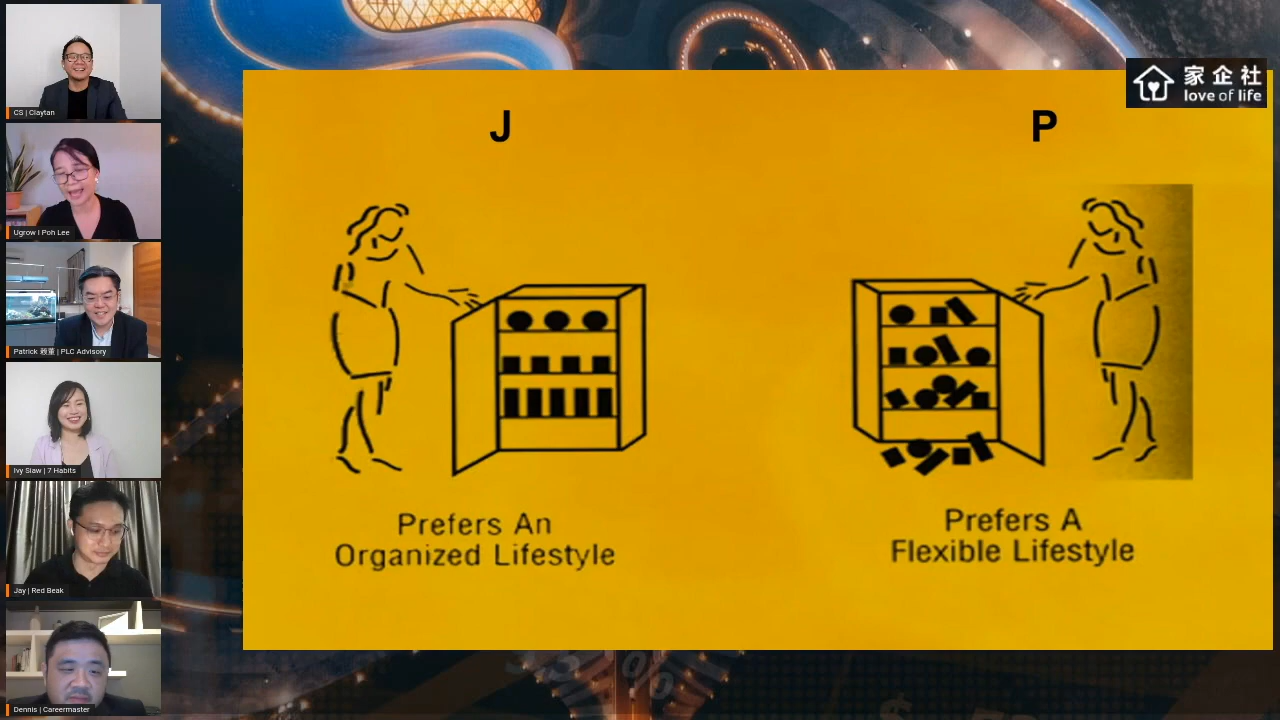 CS | Claytan
Ugrow I Poh Lee
Patrick 赖董 | PLC Advisory
Ivy Siaw | 7 Habits
Jay | Red Beak
Dennis | Careermaster
家企社
love of life
J
P
Prefers An
Organized Lifestyle
Prefers A
Flexible Lifestyle